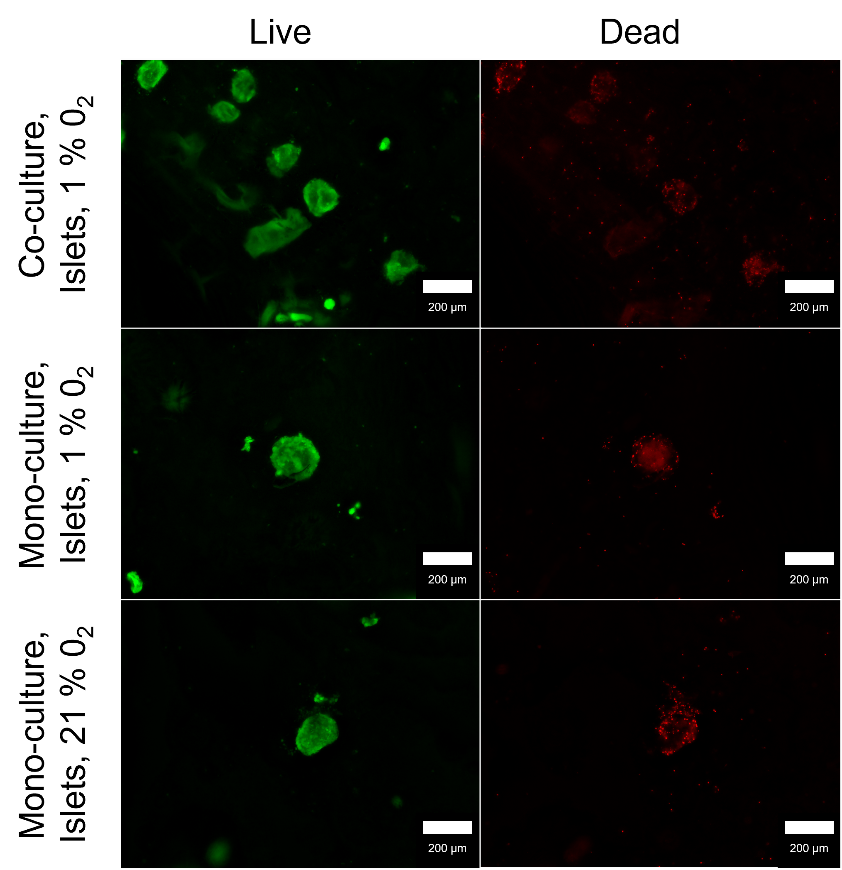 Live
Dead
Co-culture,
Islets, 1 % 0₂
200 µm
200 µm
Mono-culture,
Islets, 1 % 0₂
200 µm
200 µm
Mono-culture,
Islets, 21 % 0₂
200 µm
200 µm